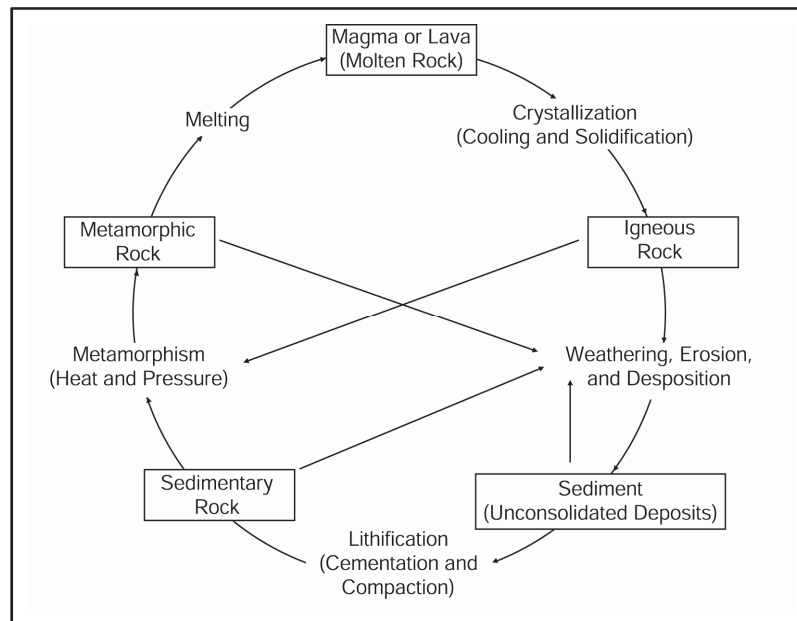 Magma or Lava
(Molten Rock)
Crystallization
(Cooling and Solidification)
Melting
Metamorphic
Rock
Igneous
Rock
Metamorphism
(Heat and Pressure)
Weathering, Erosion,
and Desposition
Sedimentary
Rock
Sediment
(Unconsolidated Deposits)
Lithification
(Cementation and
Compaction)